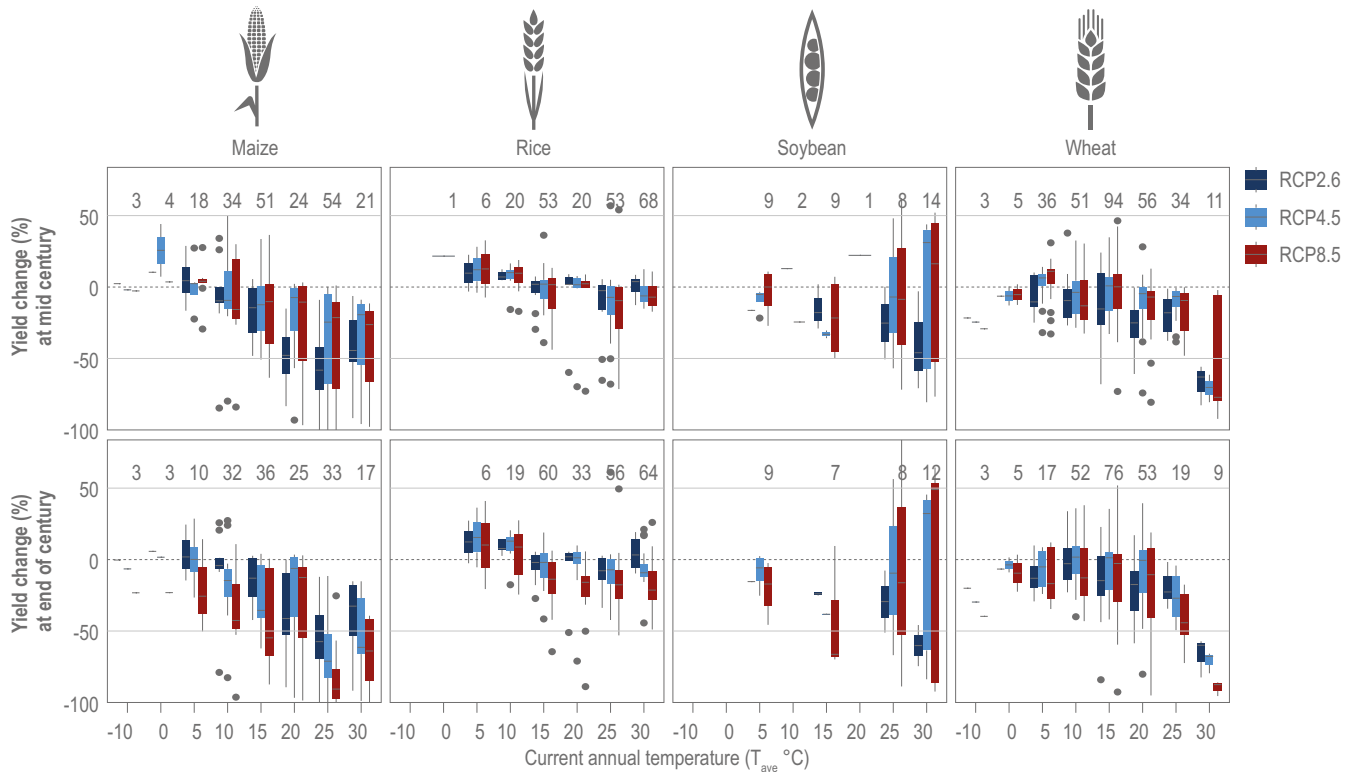 Maize Rice Soybean Wheat
RCP2.6
RCP4.5
RCP8.5
Yield change (%)
at mid century
50
0
-50
-100
3 4 18 34 51 24 54 21
1 6 20 53 20 53 68
9 2 9 1 8 14
3 5 36 51 94 56 34 11
Yield change (%)
at end of century
50
0
-50
-100
3 3 10 32 36 25 33 17
6 19 60 33 56 64
9 7 8 12
3 5 17 52 76 53 19 9
-10 0 5 10 15 20 25 30
-10 0 5 10 15 20 25 30
-10 0 5 10 15 20 25 30
-10 0 5 10 15 20 25 30
Current annual temperature (Tave °C)